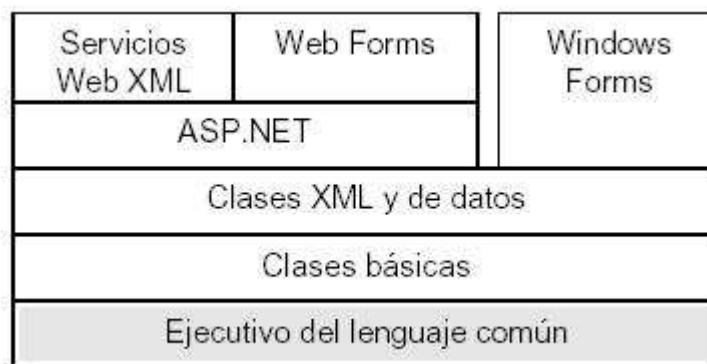 Servicios
Web XML
Web Forms
Windows
Forms
ASP.NET
Clases XML y de datos
Clases básicas
Ejecutivo del lenguaje común